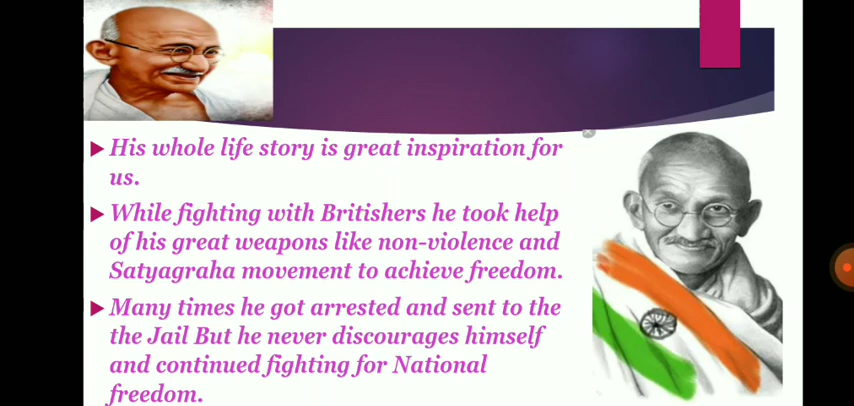 His whole life story is great inspiration for
us.
While fighting with Britishers he took help
of his great weapons like non-violence and
Satyagraha movement to achieve freedom.
Many times he got arrested and sent to the
the Jail But he never discourages himself
and continued fighting for National
freedom.